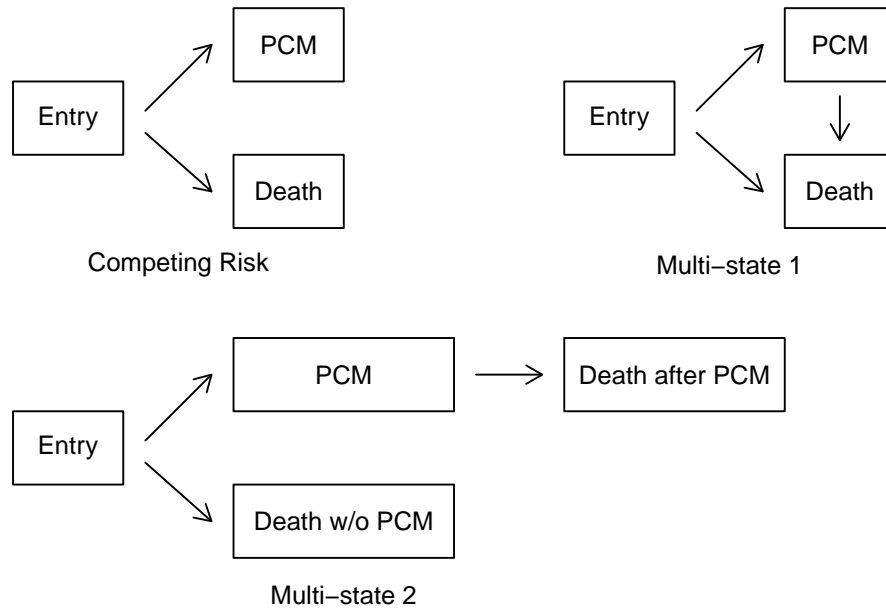 PCM
Entry
Death
Competing Risk
PCM
Entry
Death
Multi−state 1
PCM
Death after PCM
Entry
Death w/o PCM
Multi−state 2